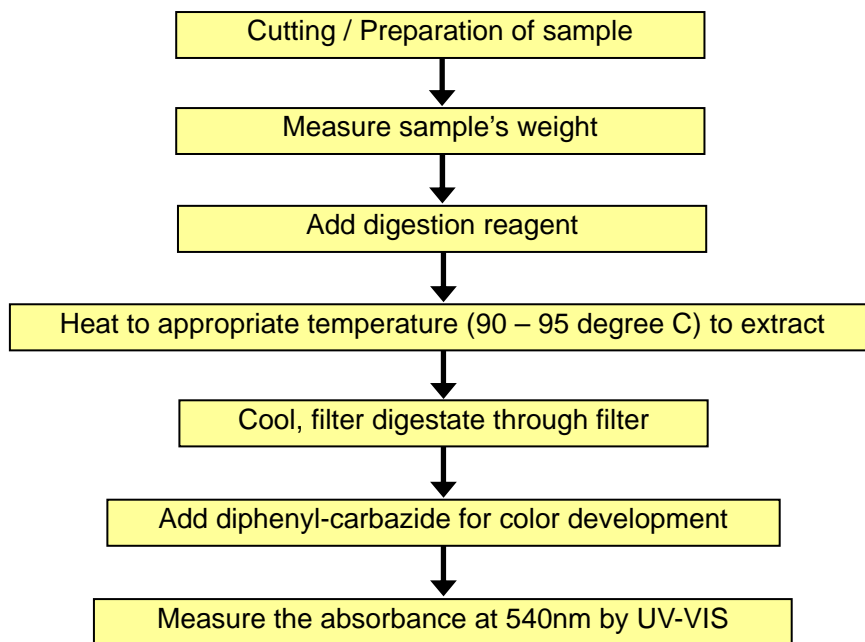 Cutting / Preparation of sample
Measure sample’s weight
Add digestion reagent
Heat to appropriate temperature (90 – 95 degree C) to extract
Cool, filter digestate through filter
Add diphenyl-carbazide for color development
Measure the absorbance at 540nm by UV-VIS